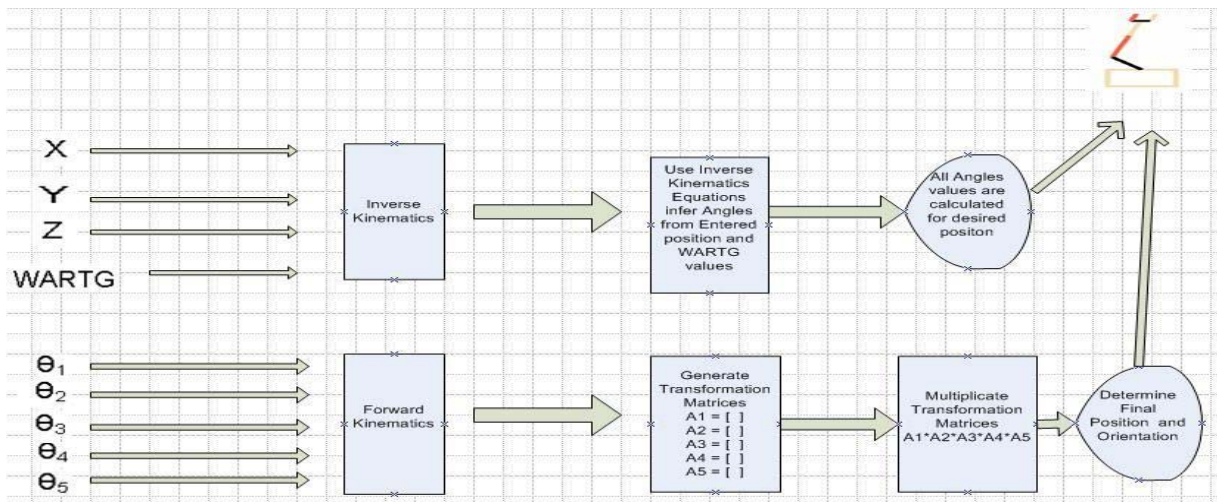 X
Y
Z
WARTG
Inverse
Kinematics
Use Inverse
Kinematics
Equations
infer Angles
from Entered
position and
WARTG
values
All Angles
values are
calculated
for desired
positon
θ1
θ2
θ3
θ4
θ5
Forward
Kinematics
Generate
Transformation
Matrices
A1 = [ ]
A2 = [ ]
A3 = [ ]
A4 = [ ]
A5 = [ ]
Multiplicate
Transformation
Matrices
A1*A2*A3*A4*A5
Determine
Final
Position and
Orientation